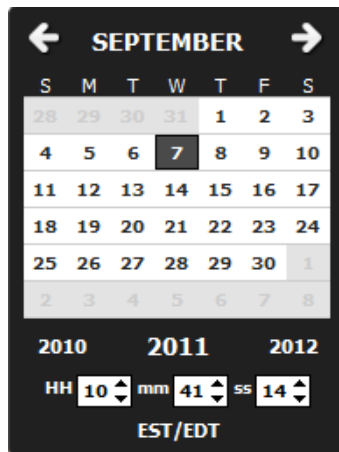 SEPTEMBER
S M T W T F S
28 29 30 31 1 2 3
4 5 6 7 8 9 10
11 12 13 14 15 16 17
18 19 20 21 22 23 24
25 26 27 28 29 30 1
2 3 4 5 6 7 8
2010 2011 2012
HH 10 mm 41 ss 14
EST/EDT